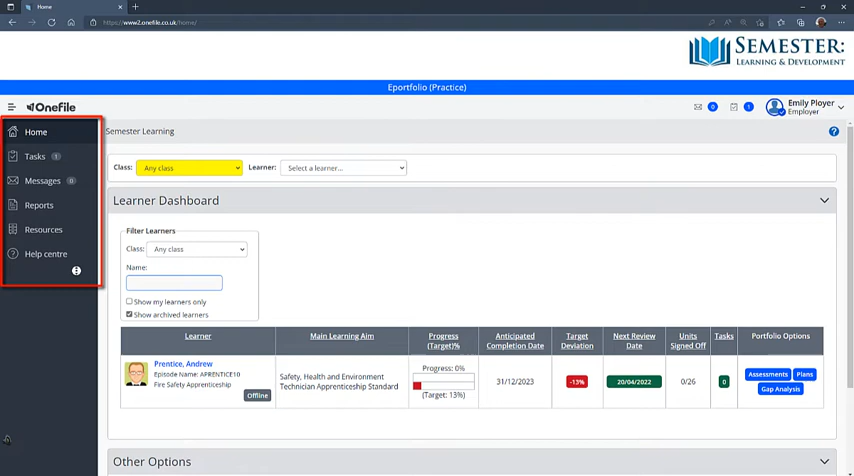 Home
https://www2.onefile.co.uk/home/
SEMESTER:
LEARNING & DEVELOPMENT
Eportfolio (Practice)
Onefile
0
1
Emily Ployer
Employer
Home
Semester Learning
Tasks 1
Messages 0
Reports
Resources
Help centre
Class: Any class Learner: Select a learner...
Learner Dashboard
Filter Learners
Class: Any class
Name:
Show my learners only
Show archived learners
Learner Main Learning Aim Progress (Target)% Anticipated Completion Date Target Deviation Next Review Date Units Signed Off Tasks Portfolio Options
Prentice, Andrew
Episode Name: APRENTICE10
Fire Safety Apprenticeship
Offline
Safety, Health and Environment
Technician Apprenticeship Standard
Progress: 0%
(Target: 13%)
31/12/2023
-13%
20/04/2022
0/26
0
Assessments Plans
Gap Analysis
Other Options